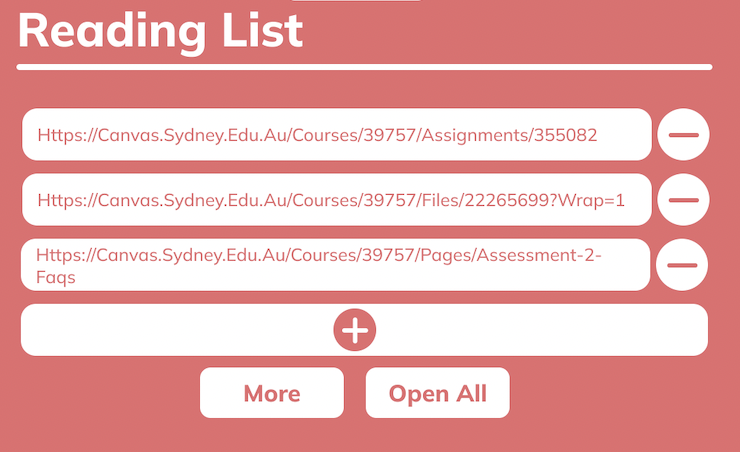 Reading List
Https://Canvas.Sydney.Edu.Au/Courses/39757/Assignments/355082
Https://Canvas.Sydney.Edu.Au/Courses/39757/Files/22265699?Wrap=1
Https://Canvas.Sydney.Edu.Au/Courses/39757/Pages/Assessment-2-
Faqs
More
Open All